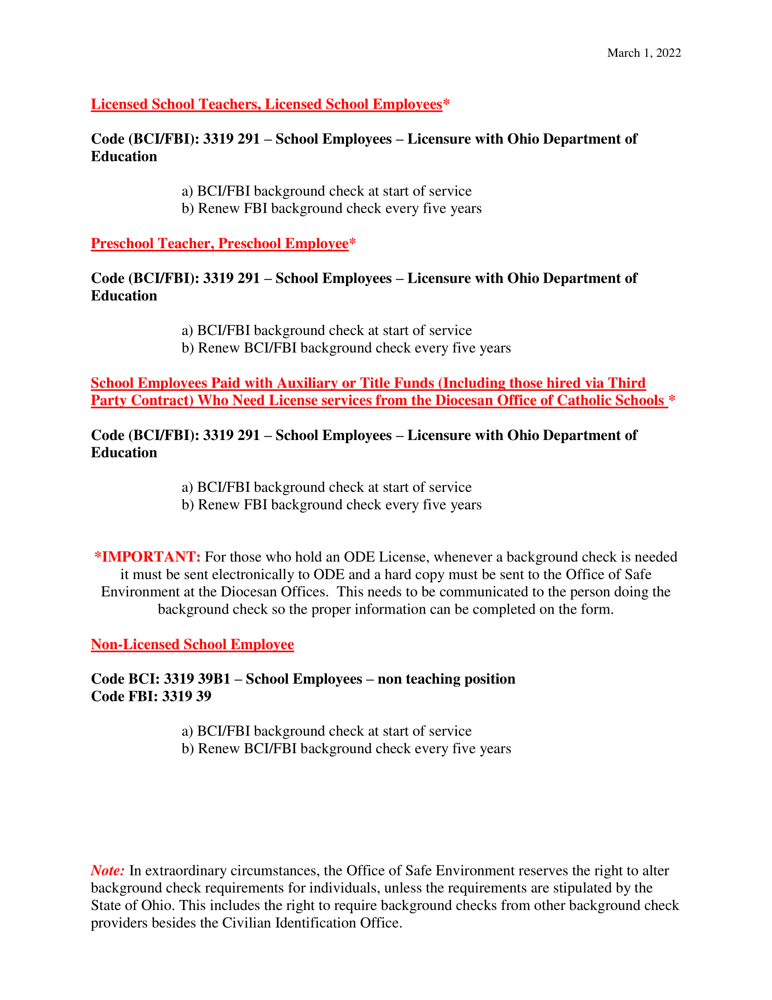 March 1, 2022
Licensed School Teachers, Licensed School Employees*
Code (BCI/FBI): 3319 291 – School Employees – Licensure with Ohio Department of
Education
a) BCI/FBI background check at start of service
b) Renew FBI background check every five years
Preschool Teacher, Preschool Employee*
Code (BCI/FBI): 3319 291 – School Employees – Licensure with Ohio Department of
Education
a) BCI/FBI background check at start of service
b) Renew BCI/FBI background check every five years
School Employees Paid with Auxiliary or Title Funds (Including those hired via Third
Party Contract) Who Need License services from the Diocesan Office of Catholic Schools *
Code (BCI/FBI): 3319 291 – School Employees – Licensure with Ohio Department of
Education
a) BCI/FBI background check at start of service
b) Renew FBI background check every five years
*IMPORTANT: For those who hold an ODE License, whenever a background check is needed
it must be sent electronically to ODE and a hard copy must be sent to the Office of Safe
Environment at the Diocesan Offices.  This needs to be communicated to the person doing the
background check so the proper information can be completed on the form.
Non-Licensed School Employee
Code BCI: 3319 39B1 – School Employees – non teaching position
Code FBI: 3319 39
a) BCI/FBI background check at start of service
b) Renew BCI/FBI background check every five years
Note: In extraordinary circumstances, the Office of Safe Environment reserves the right to alter
background check requirements for individuals, unless the requirements are stipulated by the
State of Ohio. This includes the right to require background checks from other background check
providers besides the Civilian Identification Office.